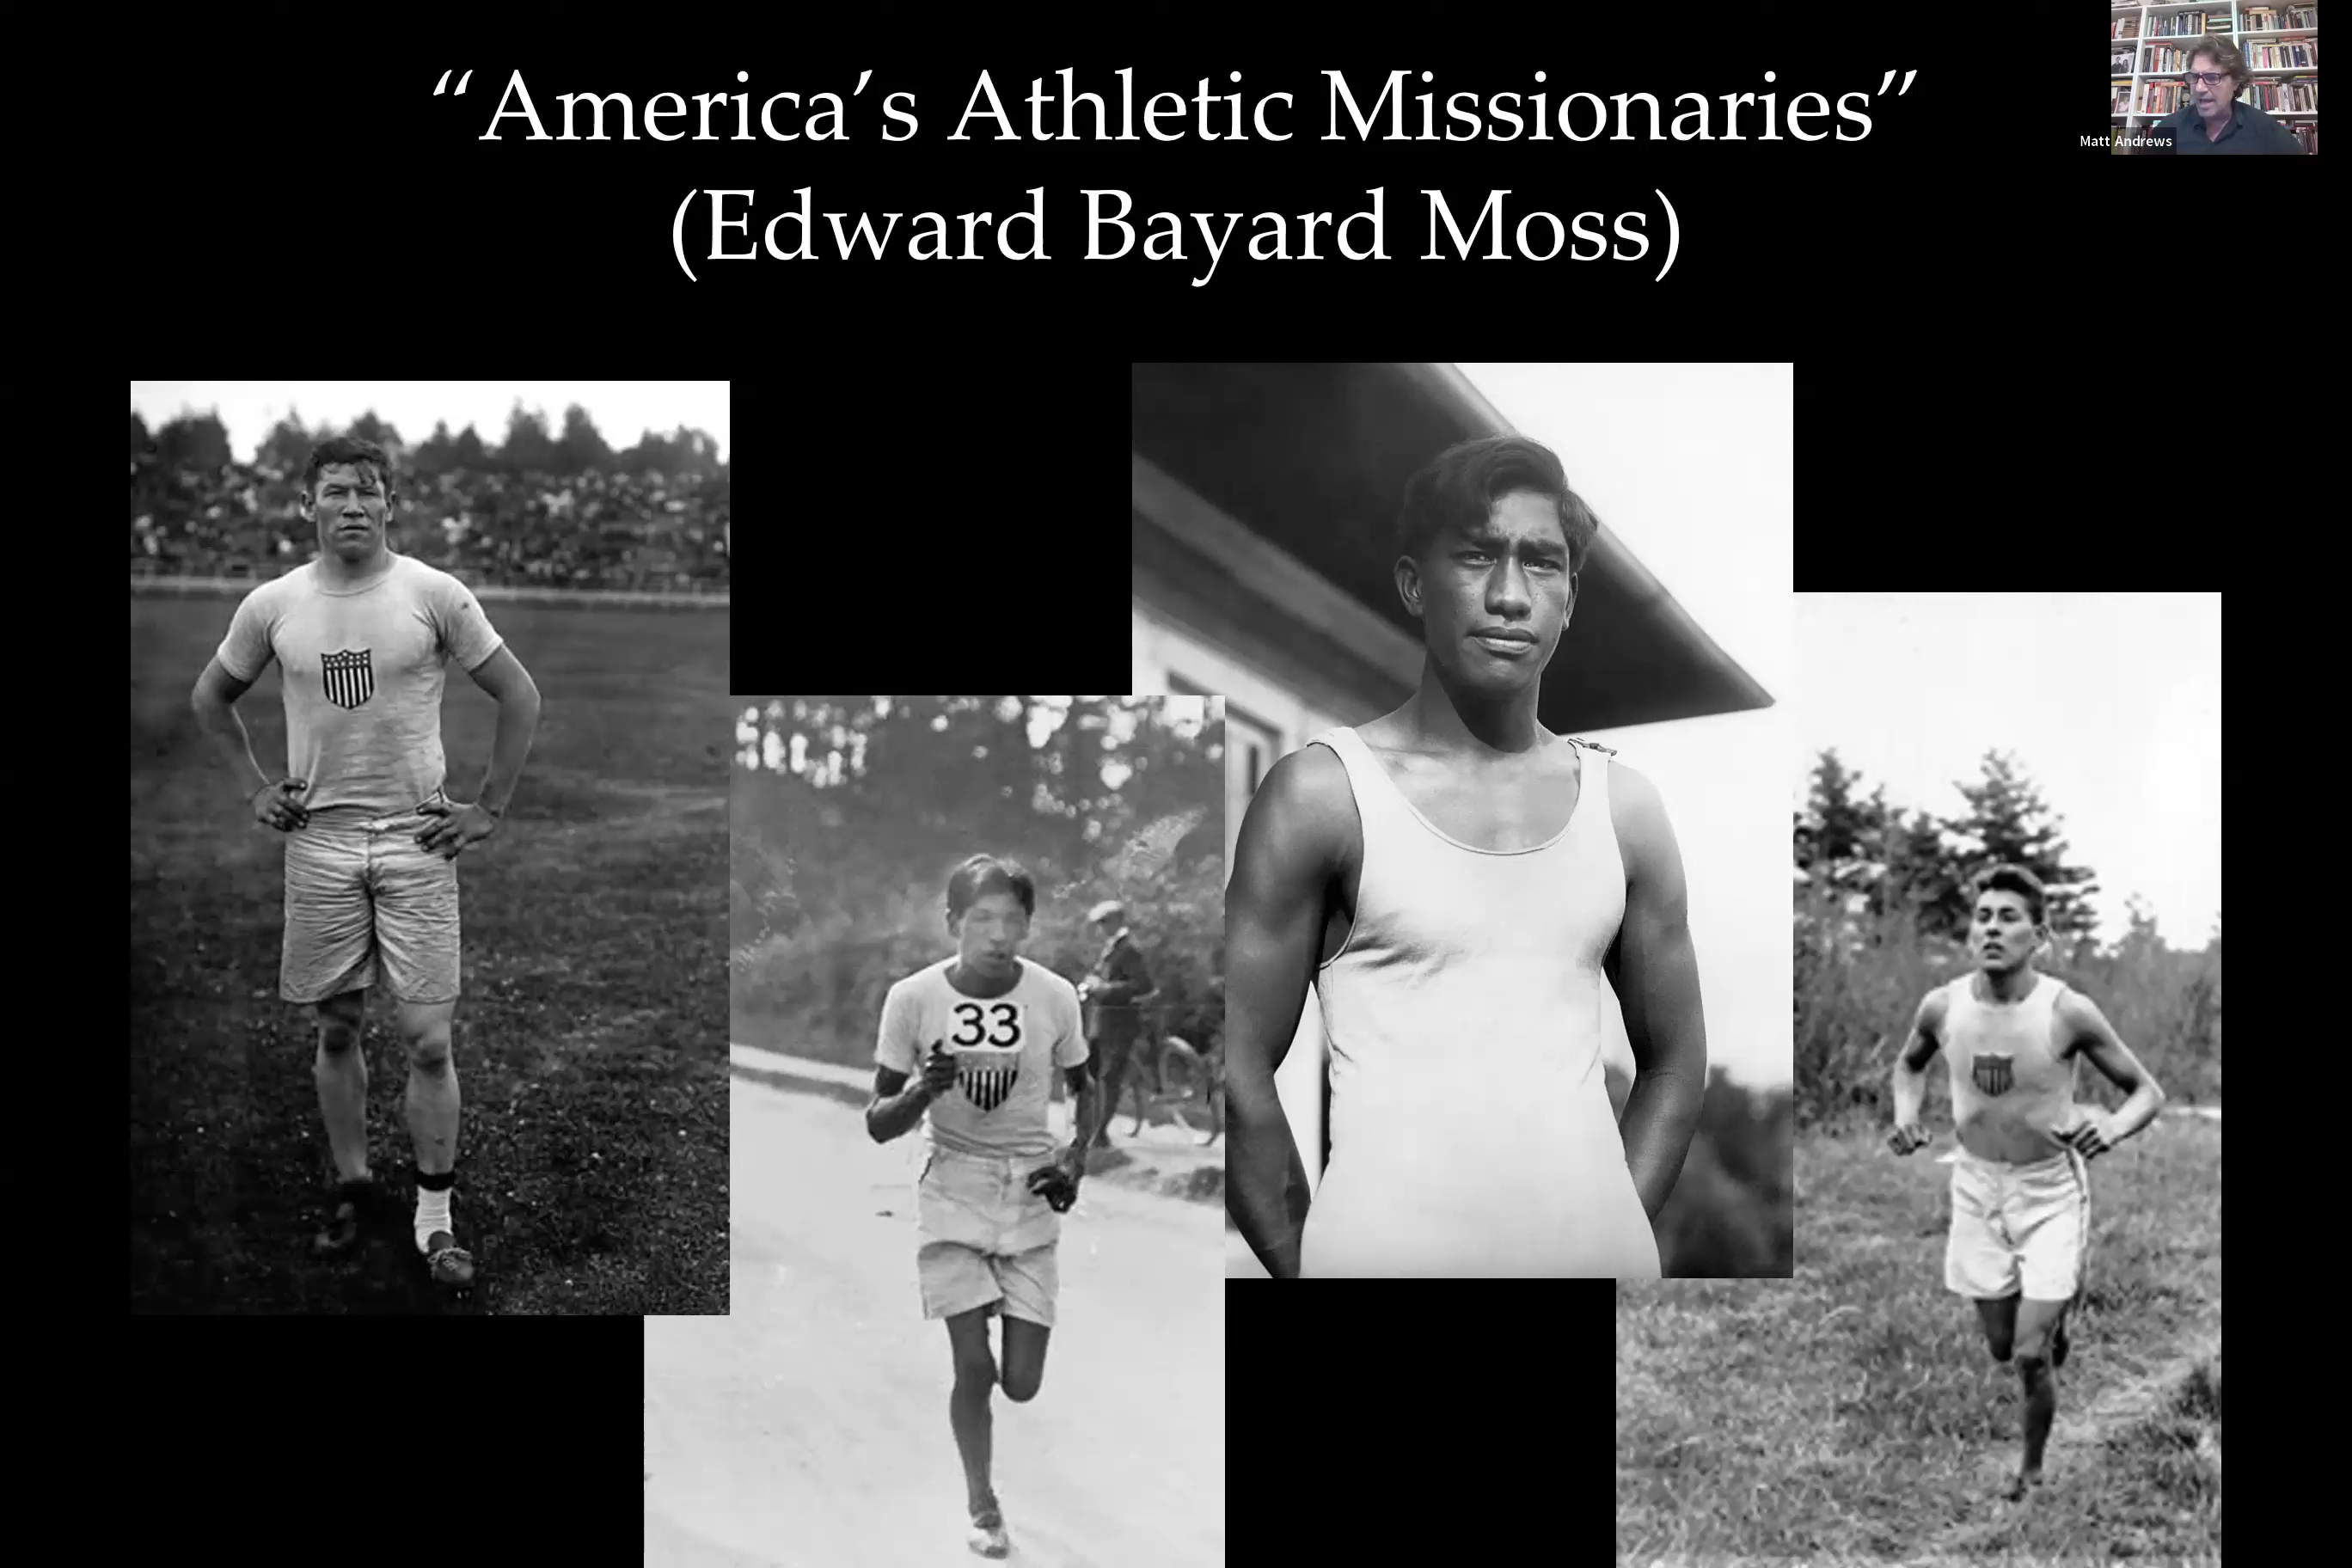 “America’s Athletic Missionaries”
(Edward Bayard Moss)
Matt Andrews
33